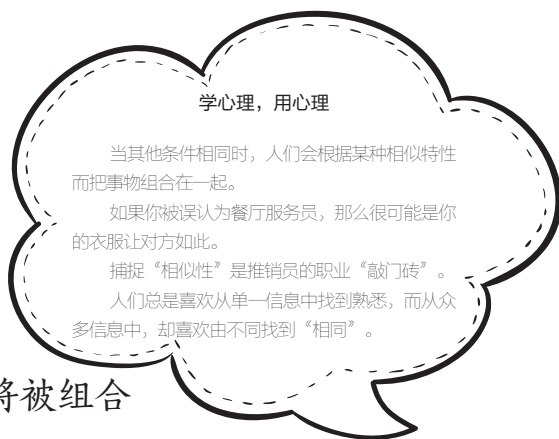 学心理，用心理
当其他条件相同时，人们会根据某种相似特性
而把事物组合在一起。
如果你被误认为餐厅服务员，那么很可能是你
的衣服让对方如此。
捕捉“相似性”是推销员的职业“敲门砖”。
人们总是喜欢从单一信息中找到熟悉，而从众
多信息中，却喜欢由不同找到“相同”。
将被组合